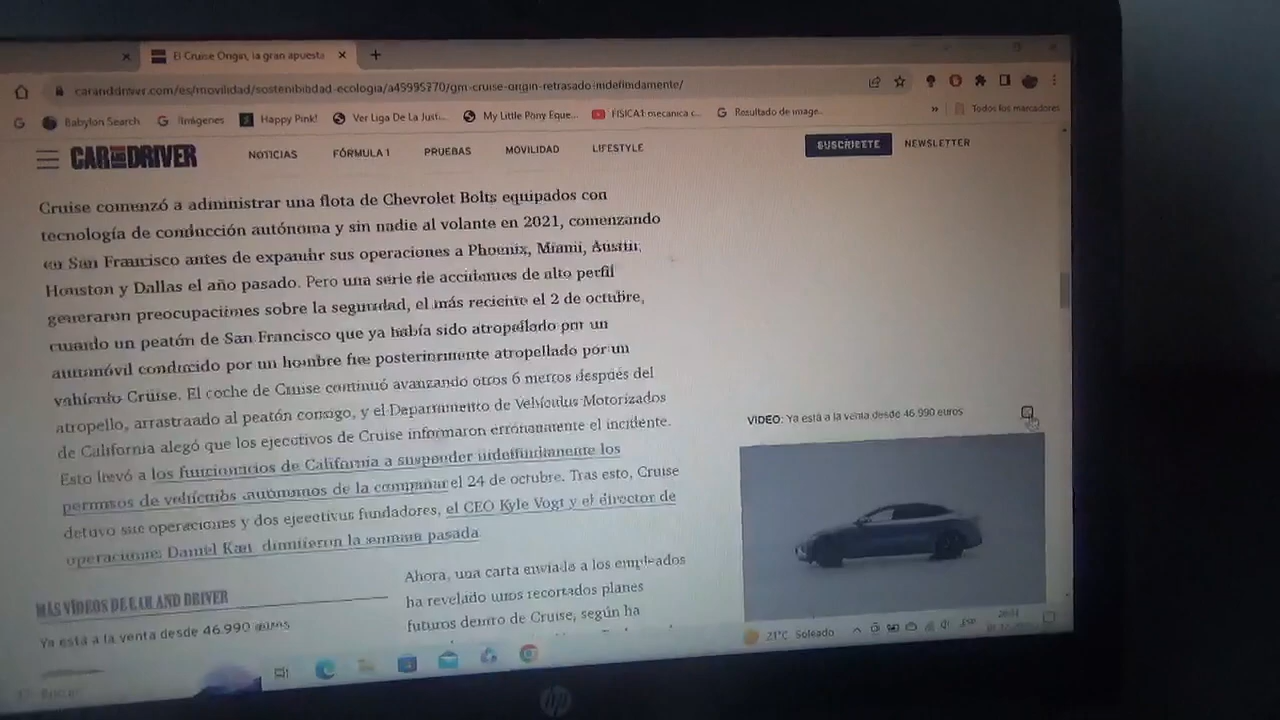 El Cruise Origin, la gran apuesta
caranddriver.com/es/movilidad/sostenibilidad-ecologia/a45995270/gm-cruise-origin-retrasado-indefinidamente/
Babylon Search
Imágenes
Happy Pink!
Ver Liga De La Justi...
My Little Pony Eque...
FÍSICA1: mecánica c...
Resultado de image...
»
Todos los marcadores
CAR AND DRIVER
NOTICIAS
FÓRMULA 1
PRUEBAS
MOVILIDAD
LIFESTYLE
SUSCRÍBETE
NEWSLETTER
Cruise comenzó a administrar una flota de Chevrolet Bolts equipados con
tecnología de conducción autónoma y sin nadie al volante en 2021, comenzando
en San Francisco antes de expandir sus operaciones a Phoenix, Miami, Austin,
Houston y Dallas el año pasado. Pero una serie de accidentes de alto perfil
generaron preocupaciones sobre la seguridad, el más reciente el 2 de octubre,
cuando un peatón de San Francisco que ya había sido atropellado por un
automóvil conducido por un hombre fue posteriormente atropellado por un
vehículo Cruise. El coche de Cruise continuó avanzando otros 6 metros después del
atropello, arrastraado al peatón consigo, y el Departamento de Vehículos Motorizados
de California alegó que los ejecutivos de Cruise informaron erróneamente el incidente.
Esto llevó a los funcionarios de California a suspender indefinitamente los
permisos de vehículos autónomos de la compañía el 24 de octubre. Tras esto, Cruise
detuvo sus operaciones y dos ejecutivos fundadores, el CEO Kyle Vogt y el director de
operaciones Daniel Kan, dimitieron la semana pasada.
VIDEO: Ya está a la venta desde 46.990 euros
MÁS VÍDEOS DE CAR AND DRIVER
Ya está a la venta desde 46.990 euros
Ahora, una carta enviada a los empleados
ha revelado unos recortados planes
futuros dentro de Cruise, según ha
21°C Soleado
ESP
hp